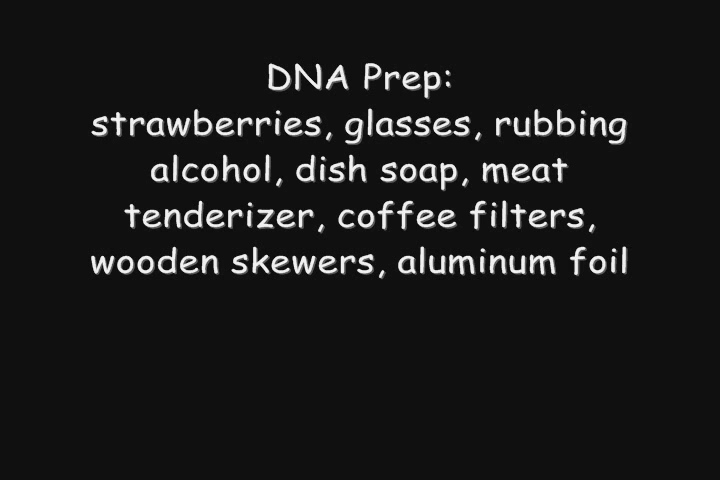 DNA Prep:
strawberries, glasses, rubbing
alcohol, dish soap, meat
tenderizer, coffee filters,
wooden skewers, aluminum foil